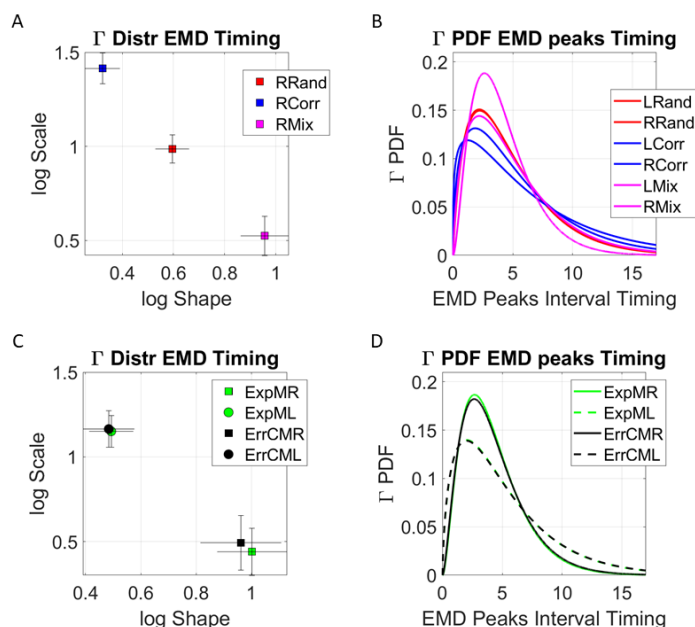 A
Γ Distr EMD Timing
1.5
1
0.5
log Scale
0.4
0.6
0.8
1
log Shape
RRand
RCorr
RMix
B
Γ PDF EMD peaks Timing
0.2
0.15
0.1
0.05
0
Γ PDF
0
5
10
15
EMD Peaks Interval Timing
LRand
RRand
LCorr
RCorr
LMix
RMix
C
Γ Distr EMD Timing
1.5
1
0.5
log Scale
0.4
0.6
0.8
1
log Shape
ExpMR
ExpML
ErrCMR
ErrCML
D
Γ PDF EMD peaks Timing
0.2
0.15
0.1
0.05
0
Γ PDF
0
5
10
15
EMD Peaks Interval Timing
ExpMR
ExpML
ErrCMR
ErrCML